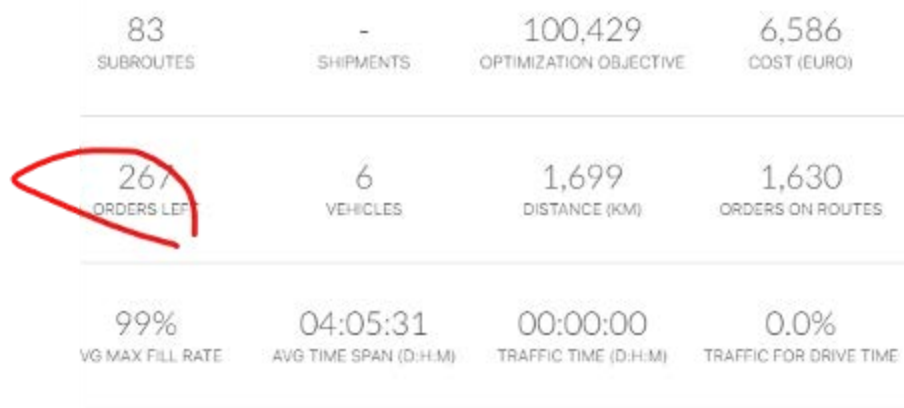 83 - 100,429 6,586
SUBROUTES SHIPMENTS OPTIMIZATION OBJECTIVE COST (EURO)
267 6 1,699 1,630
ORDERS LEFT VEHICLES DISTANCE (KM) ORDERS ON ROUTES
99% 04:05:31 00:00:00 0.0%
VG MAX FILL RATE AVG TIME SPAN (D:H:M) TRAFFIC TIME (D:H:M) TRAFFIC FOR DRIVE TIME